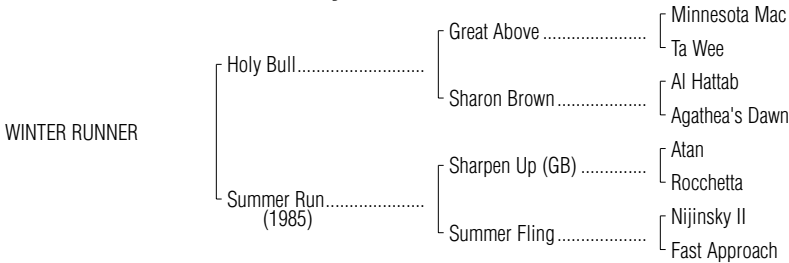 Minnesota Mac
Great Above ......................
Ta Wee
Holy Bull...........................
Al Hattab
Sharon Brown ...................
Agathea's Dawn
WINTER RUNNER
Atan
Sharpen Up (GB) ..............
Rocchetta
Summer Run.....................
(1985)
Nijinsky II
Summer Fling...................
Fast Approach